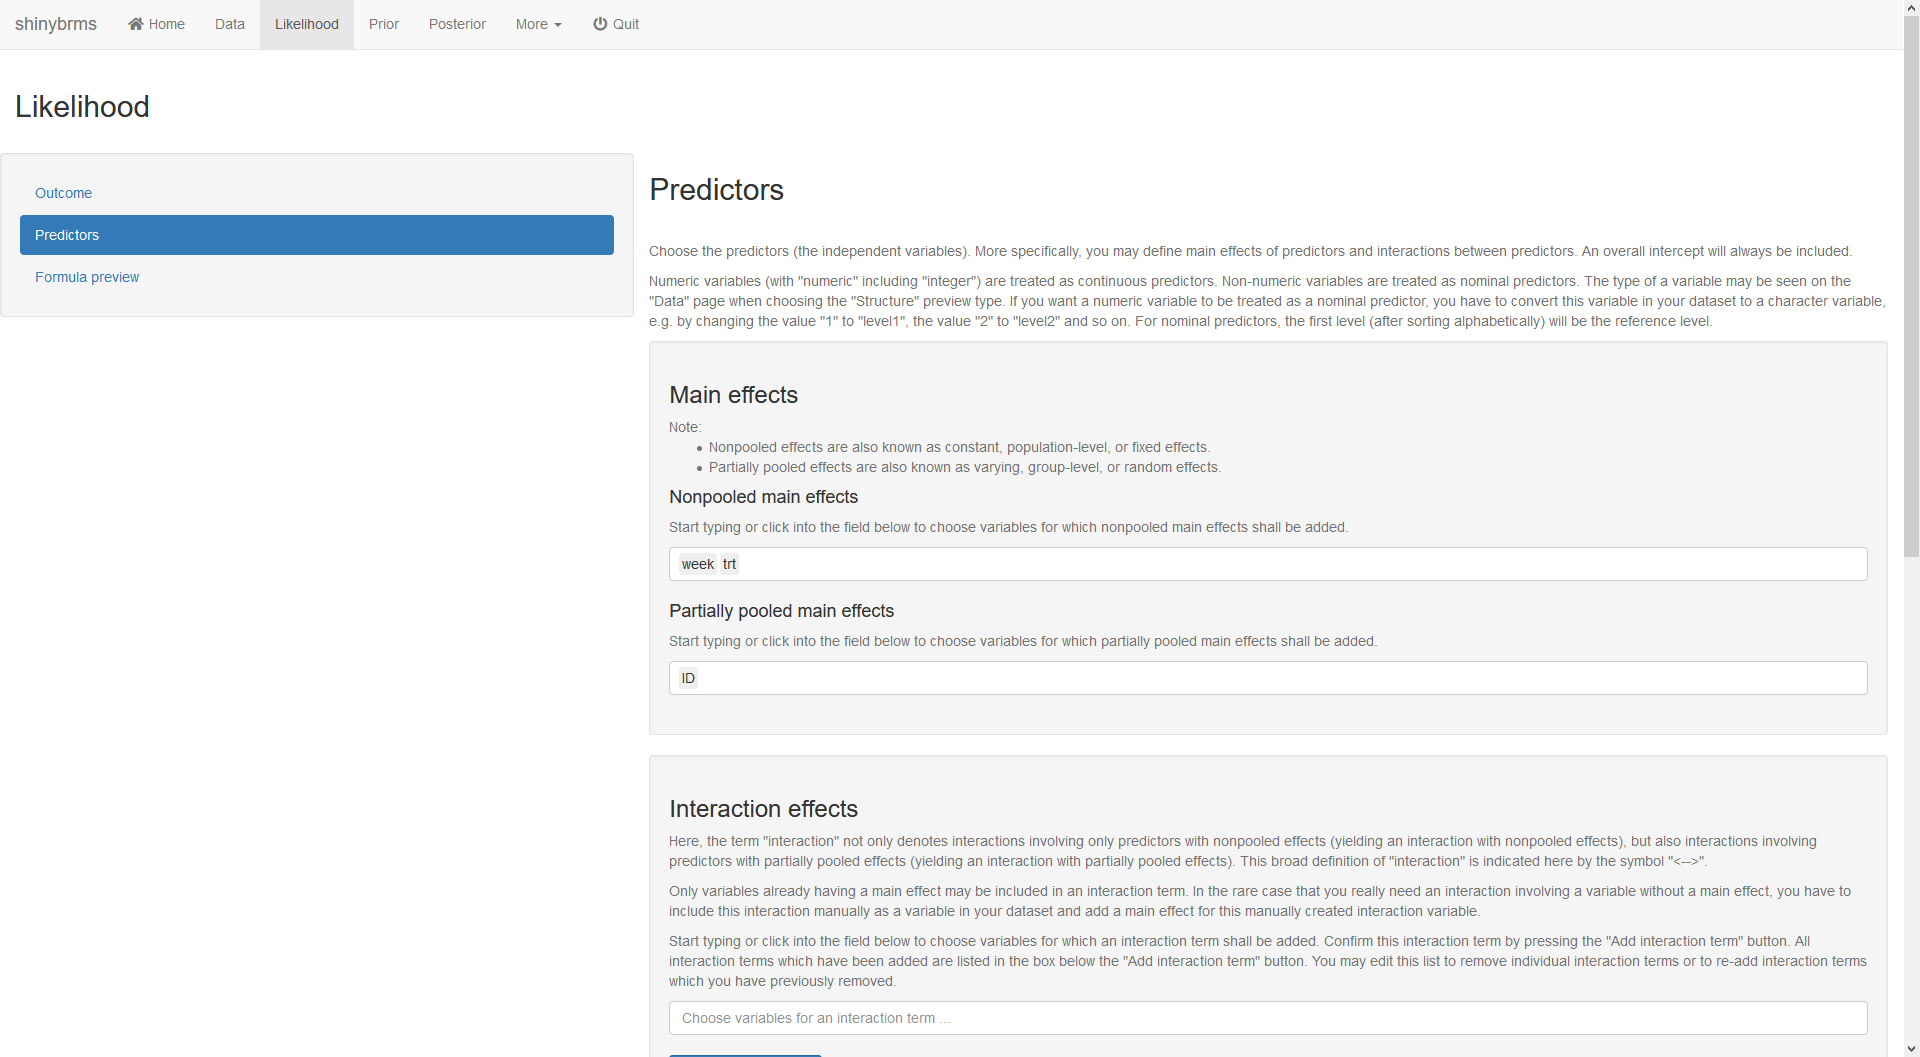 shinybrms Home Data Likelihood Prior Posterior More Quit
Likelihood
Outcome
Predictors
Formula preview
Predictors
Choose the predictors (the independent variables). More specifically, you may define main effects of predictors and interactions between predictors. An overall intercept will always be included.
Numeric variables (with "numeric" including "integer") are treated as continuous predictors. Non-numeric variables are treated as nominal predictors. The type of a variable may be seen on the
"Data" page when choosing the "Structure" preview type. If you want a numeric variable to be treated as a nominal predictor, you have to convert this variable in your dataset to a character variable,
e.g. by changing the value "1" to "level1", the value "2" to "level2" and so on. For nominal predictors, the first level (after sorting alphabetically) will be the reference level.
Main effects
Note:
• Nonpooled effects are also known as constant, population-level, or fixed effects.
• Partially pooled effects are also known as varying, group-level, or random effects.
Nonpooled main effects
Start typing or click into the field below to choose variables for which nonpooled main effects shall be added.
week trt
Partially pooled main effects
Start typing or click into the field below to choose variables for which partially pooled main effects shall be added.
ID
Interaction effects
Here, the term "interaction" not only denotes interactions involving only predictors with nonpooled effects (yielding an interaction with nonpooled effects), but also interactions involving
predictors with partially pooled effects (yielding an interaction with partially pooled effects). This broad definition of "interaction" is indicated here by the symbol "<-->".
Only variables already having a main effect may be included in an interaction term. In the rare case that you really need an interaction involving a variable without a main effect, you have to
include this interaction manually as a variable in your dataset and add a main effect for this manually created interaction variable.
Start typing or click into the field below to choose variables for which an interaction term shall be added. Confirm this interaction term by pressing the "Add interaction term" button. All
interaction terms which have been added are listed in the box below the "Add interaction term" button. You may edit this list to remove individual interaction terms or to re-add interaction terms
which you have previously removed.
Choose variables for an interaction term ...